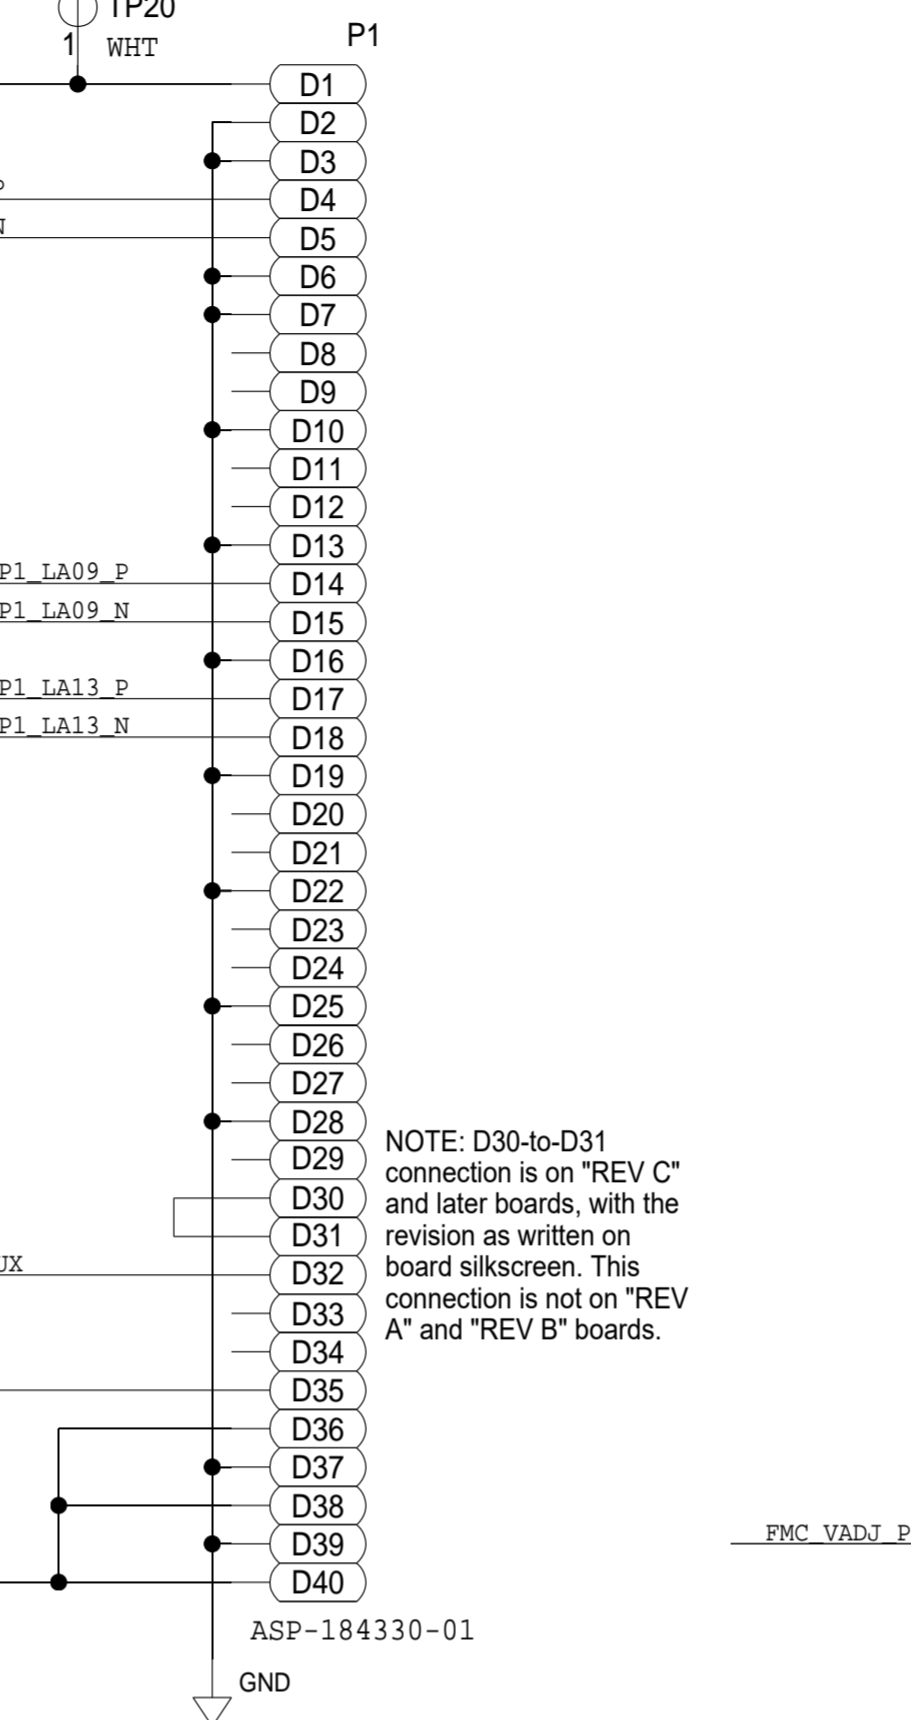 TP20
P1
1
WHT
D1
D2
D3
D4
D5
D6
D7
D8
D9
D10
D11
D12
D13
P1_LA09_P
D14
P1_LA09_N
D15
D16
P1_LA13_P
D17
P1_LA13_N
D18
D19
D20
D21
D22
D23
D24
D25
D26
D27
D28
D29
D30
D31
UX
D32
D33
D34
D35
D36
D37
D38
D39
D40
NOTE: D30-to-D31
connection is on "REV C"
and later boards, with the
revision as written on
board silkscreen. This
connection is not on "REV
A" and "REV B" boards.
FMC_VADJ_P
ASP-184330-01
GND